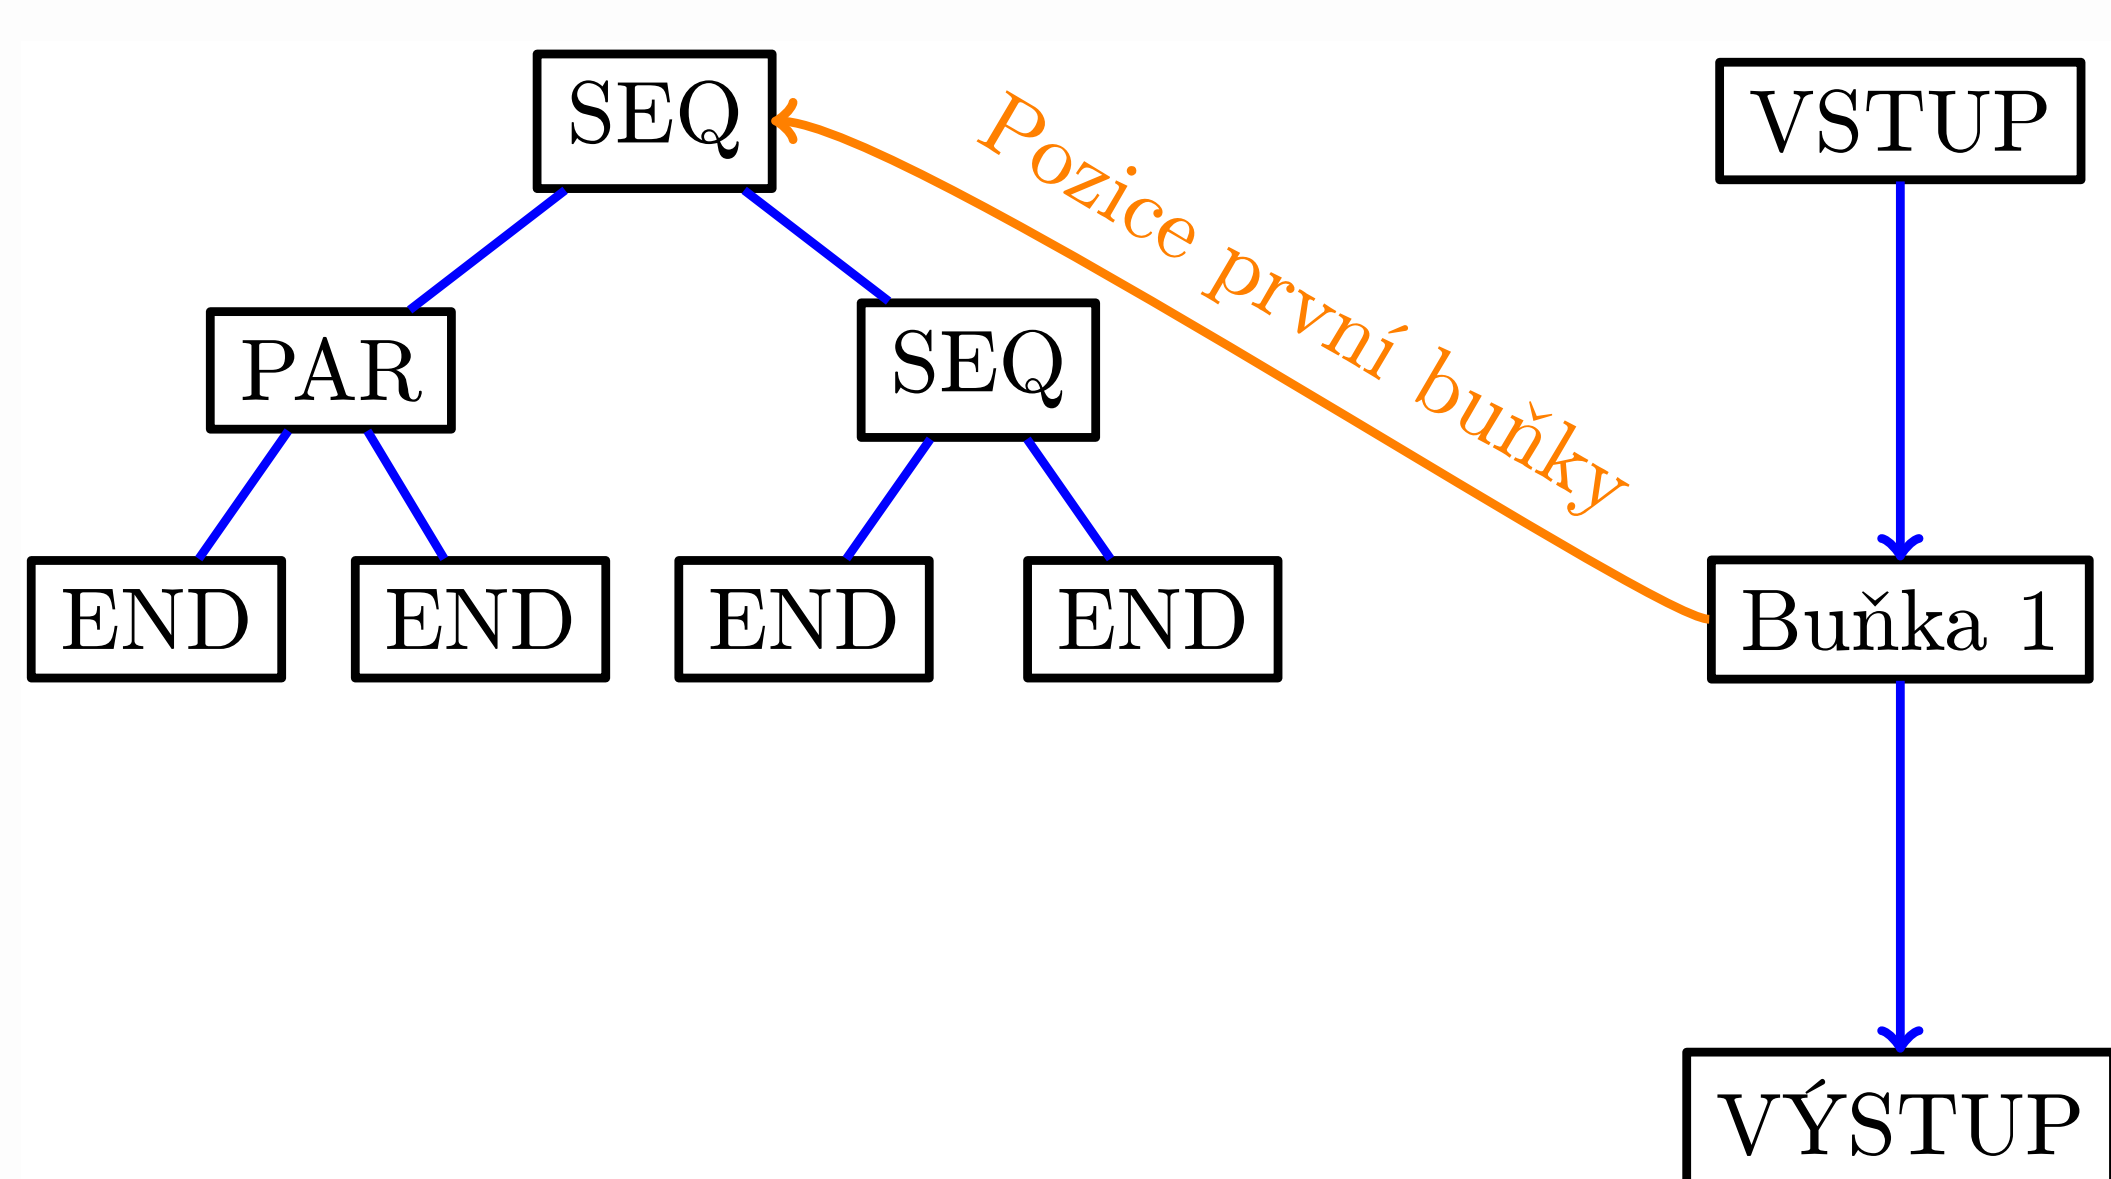 SEQ
VSTUP
Pozice první buňky
PAR
SEQ
END
END
END
END
Buňka 1
VÝSTUP